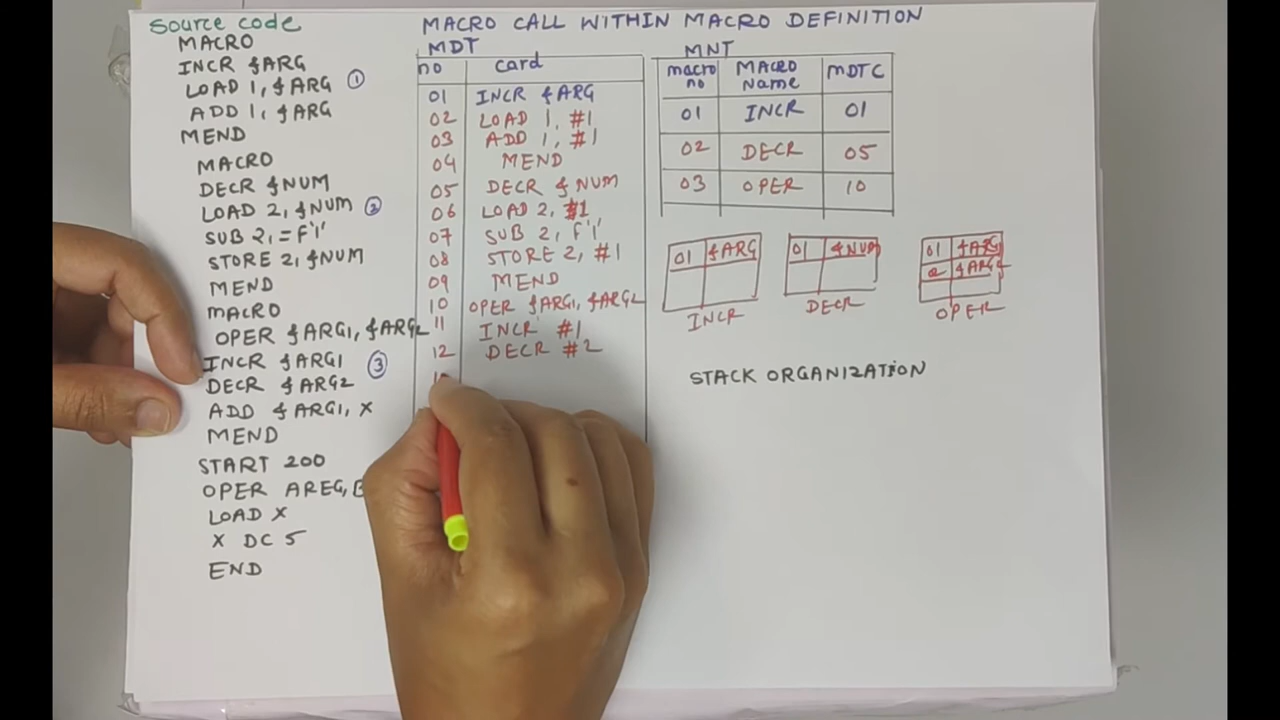 Source code
MACRO
INCR &ARG
LOAD 1, &ARG ①
ADD 1, &ARG
MEND
MACRO
DECR &NUM
LOAD 2, &NUM ②
SUB 2, =F'1'
STORE 2, &NUM
MEND
MACRO
OPER &ARG1, &ARG2
INCR &ARG1
DECR &ARG2 ③
ADD &ARG1, X
MEND
START 200
OPER AREG,
LOAD X
X DC 5
END
MACRO CALL WITHIN MACRO DEFINITION
MDT
no card
01 INCR &ARG
02 LOAD 1, #1
03 ADD 1, #1
04 MEND
05 DECR &NUM
06 LOAD 2, #1
07 SUB 2, F'1'
08 STORE 2, #1
09 MEND
10 OPER &ARG1, &ARG2
11 INCR #1
12 DECR #2
MNT
macro no MACRO Name MDTC
01 INCR 01
02 DECR 05
03 OPER 10
01 &ARG
INCR
01 &NUM
DECR
01 &ARG1
&ARG2
OPER
STACK ORGANIZATION